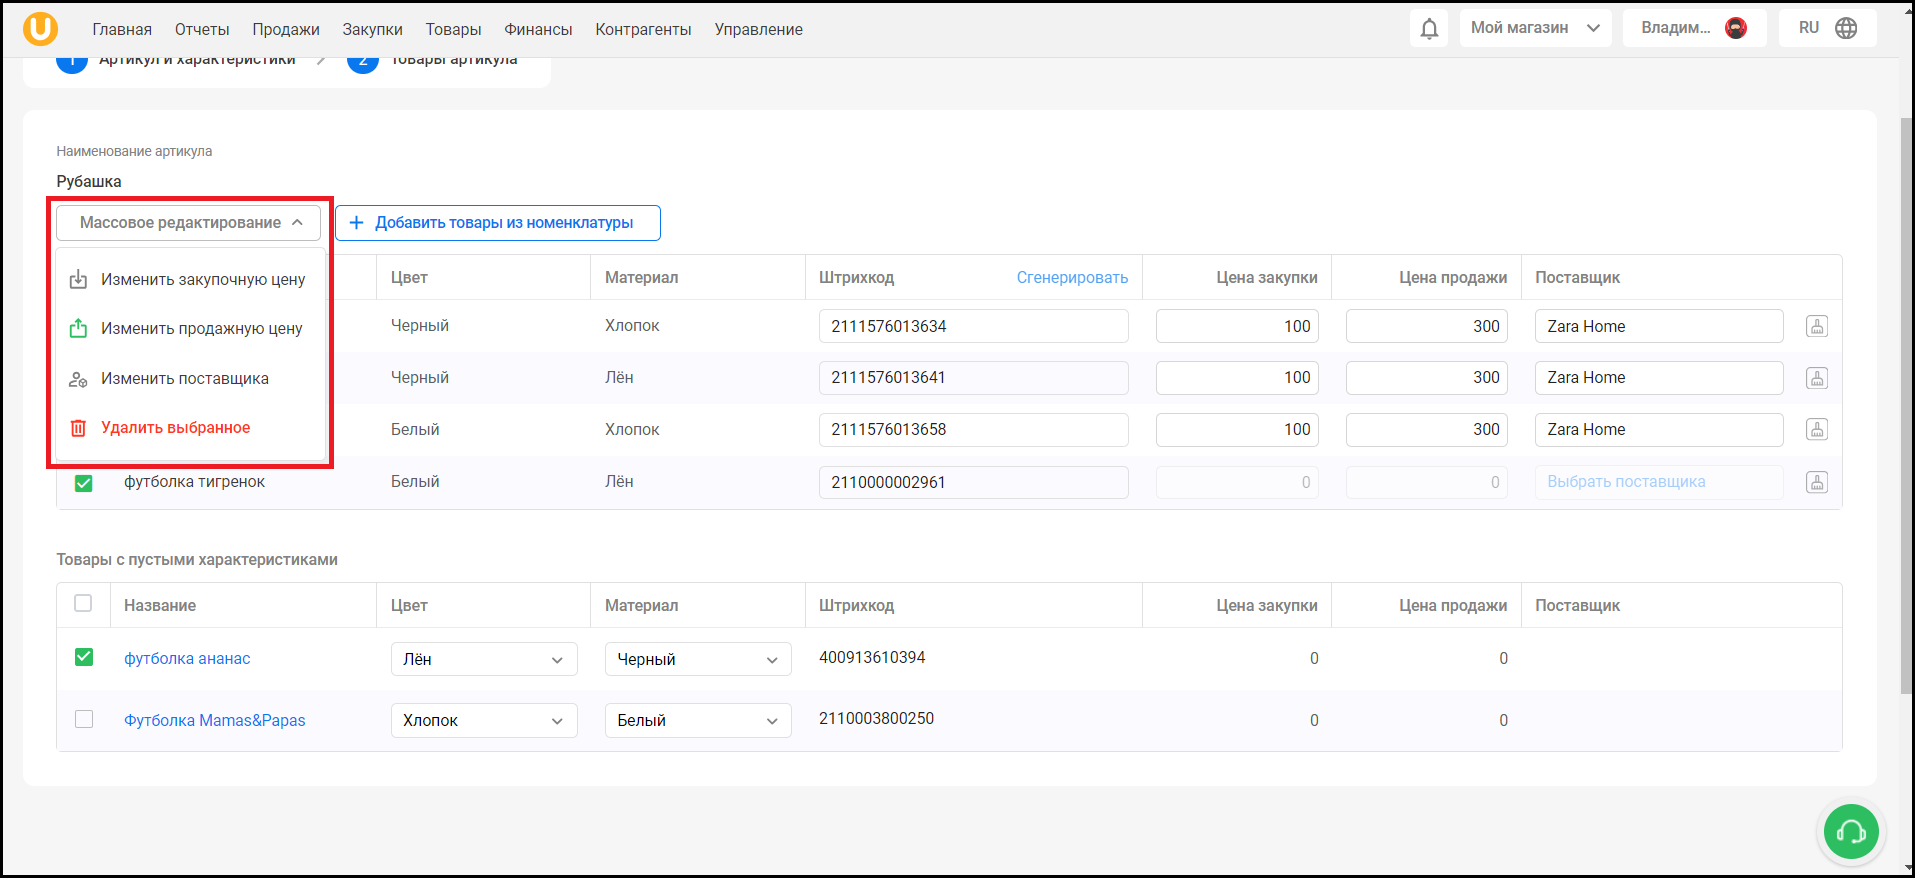 U Главная Отчеты Продажи Закупки Товары Финансы Контрагенты Управление Мой магазин Владим... RU
1 Артикул и характеристики 2 Товары артикула
Наименование артикула
Рубашка
Массовое редактирование + Добавить товары из номенклатуры
Изменить закупочную цену
Изменить продажную цену
Изменить поставщика
Удалить выбранное
Цвет Материал Штрихкод Сгенерировать Цена закупки Цена продажи Поставщик
Черный Хлопок 2111576013634 100 300 Zara Home
Черный Лён 2111576013641 100 300 Zara Home
Белый Хлопок 2111576013658 100 300 Zara Home
футболка тигренок Белый Лён 2110000002961 0 0 Выбрать поставщика
Товары с пустыми характеристиками
Название Цвет Материал Штрихкод Цена закупки Цена продажи Поставщик
футболка ананас Лён Черный 400913610394 0 0
Футболка Mamas&Papas Хлопок Белый 2110003800250 0 0